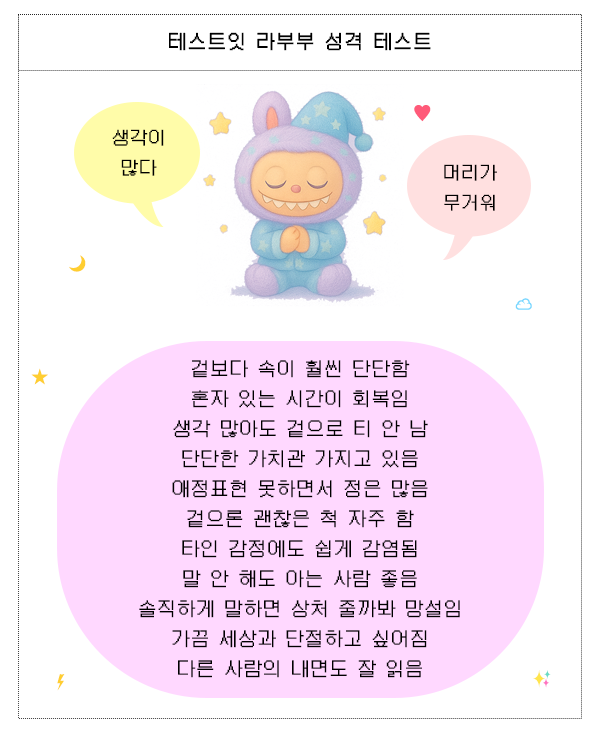 테스트잇 라부부 성격 테스트
생각이
많다
머리가
무거워
겉보다 속이 훨씬 단단함
혼자 있는 시간이 회복임
생각 많아도 겉으로 티 안 남
단단한 가치관 가지고 있음
애정표현 못하면서 정은 많음
겉으론 괜찮은 척 자주 함
타인 감정에도 쉽게 감염됨
말 안 해도 아는 사람 좋음
솔직하게 말하면 상처 줄까봐 망설임
가끔 세상과 단절하고 싶어짐
다른 사람의 내면도 잘 읽음